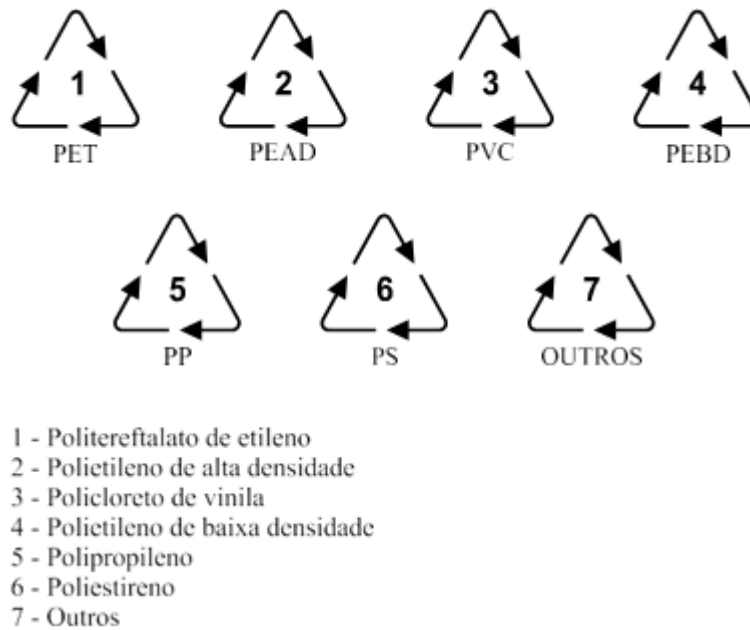 1 2 3 4
PET PEAD PVC PEBD
5 6 7
PP PS OUTROS
1 - Politereftalato de etileno
2 - Polietileno de alta densidade
3 - Policloreto de vinila
4 - Polietileno de baixa densidade
5 - Polipropileno
6 - Poliestireno
7 - Outros